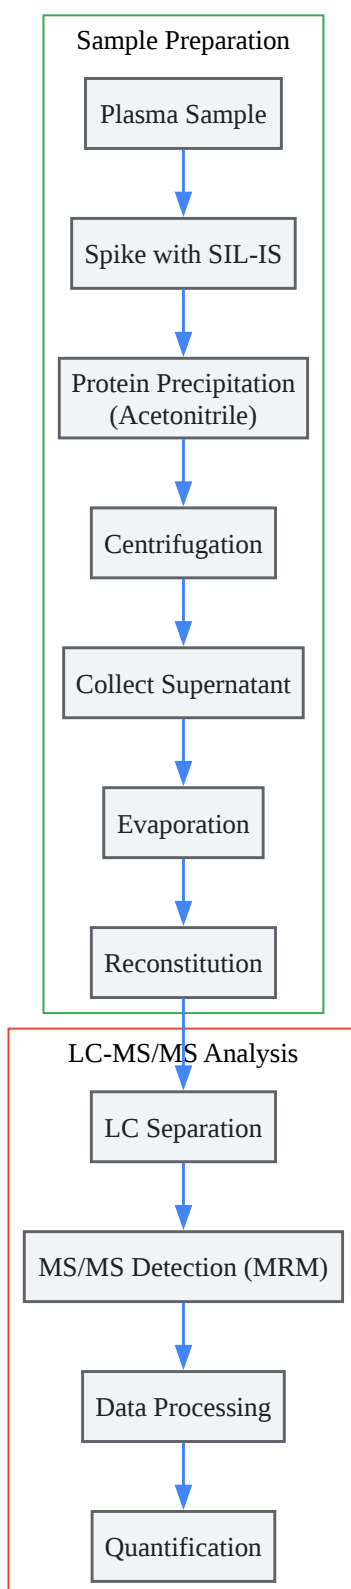 Sample Preparation
Plasma Sample
Spike with SIL-IS
Protein Precipitation
(Acetonitrile)
Centrifugation
Collect Supernatant
Evaporation
Reconstitution
LC-MS/MS Analysis
LC Separation
MS/MS Detection (MRM)
Data Processing
Quantification